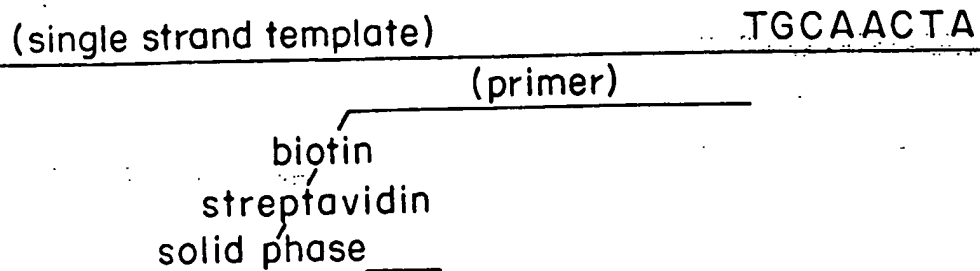 (single strand template) TGCAACTA
(primer)
biotin
streptavidin
solid phase